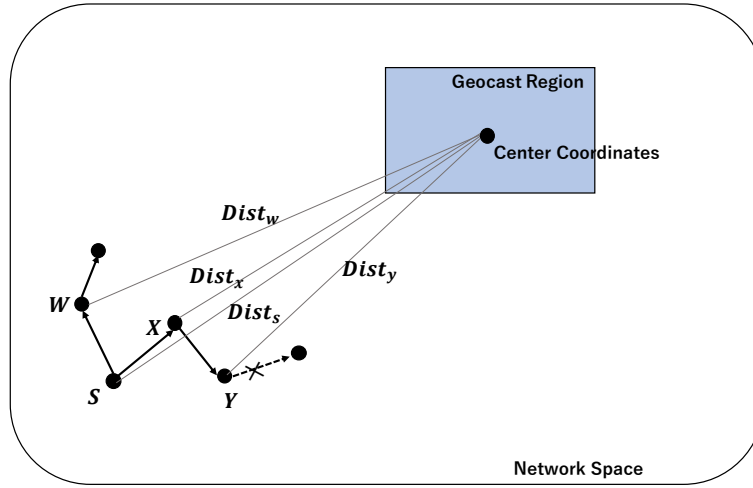 Geocast Region
Center Coordinates
Dist_w
Dist_x
Dist_y
Dist_s
W
X
S
Y
Network Space